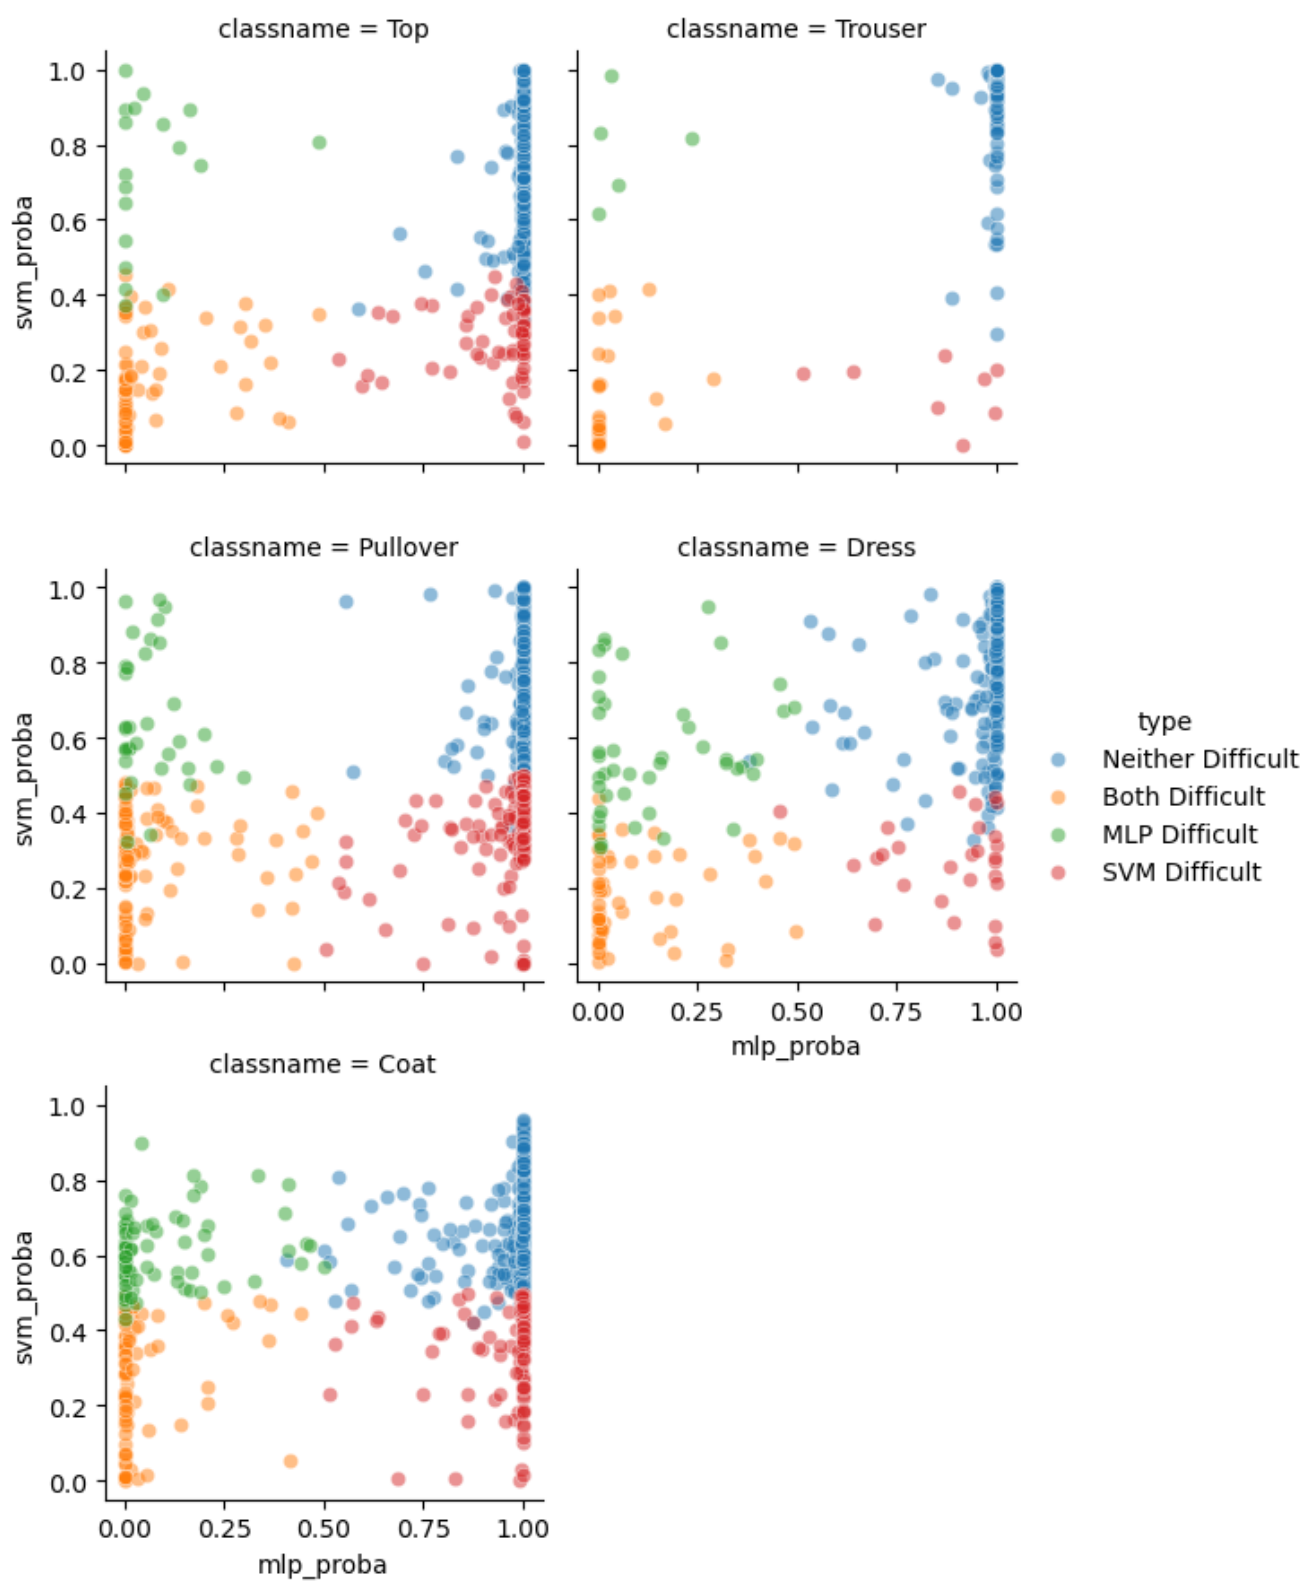 classname = Top
classname = Trouser
1.0
0.8
0.6
0.4
0.2
0.0
svm_proba
classname = Pullover
classname = Dress
1.0
0.8
0.6
0.4
0.2
0.0
svm_proba
0.00 0.25 0.50 0.75 1.00
mlp_proba
type
Neither Difficult
Both Difficult
MLP Difficult
SVM Difficult
classname = Coat
1.0
0.8
0.6
0.4
0.2
0.0
svm_proba
0.00 0.25 0.50 0.75 1.00
mlp_proba